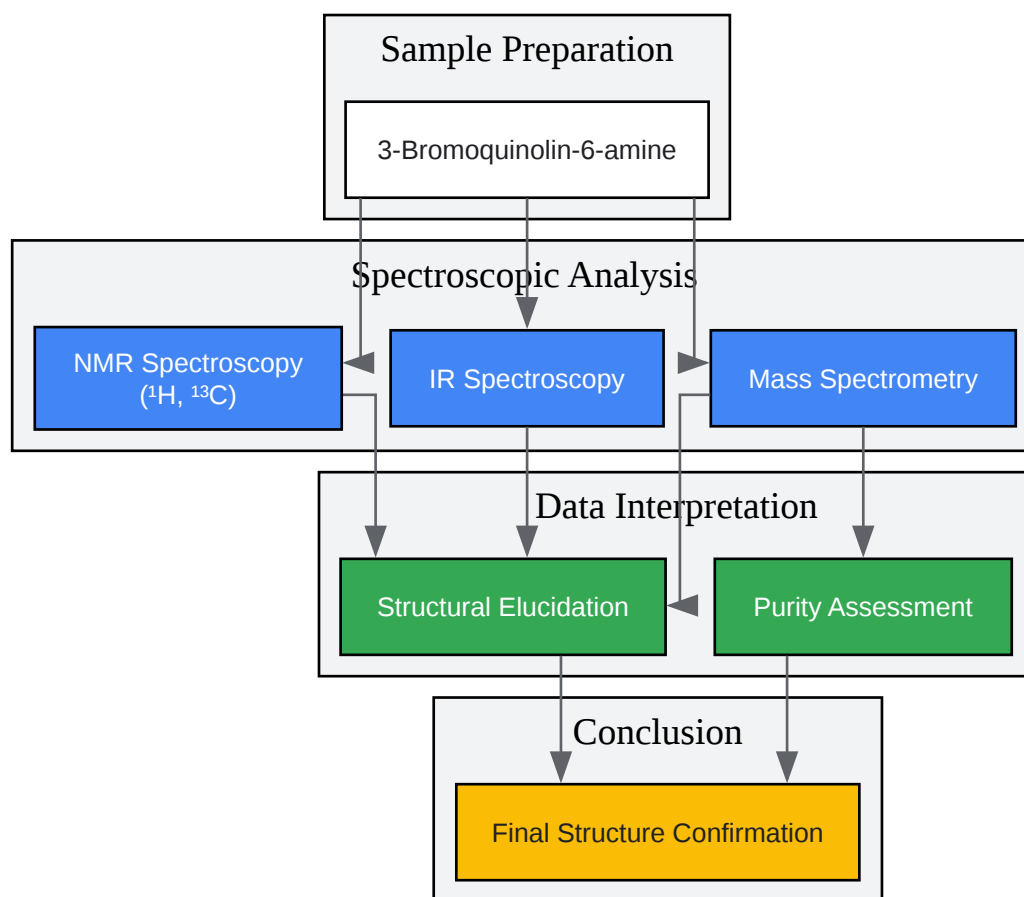 Sample Preparation
3-Bromoquinolin-6-amine
Spectroscopic Analysis
NMR Spectroscopy
(¹H, ¹³C)
IR Spectroscopy
Mass Spectrometry
Data Interpretation
Structural Elucidation
Purity Assessment
Conclusion
Final Structure Confirmation